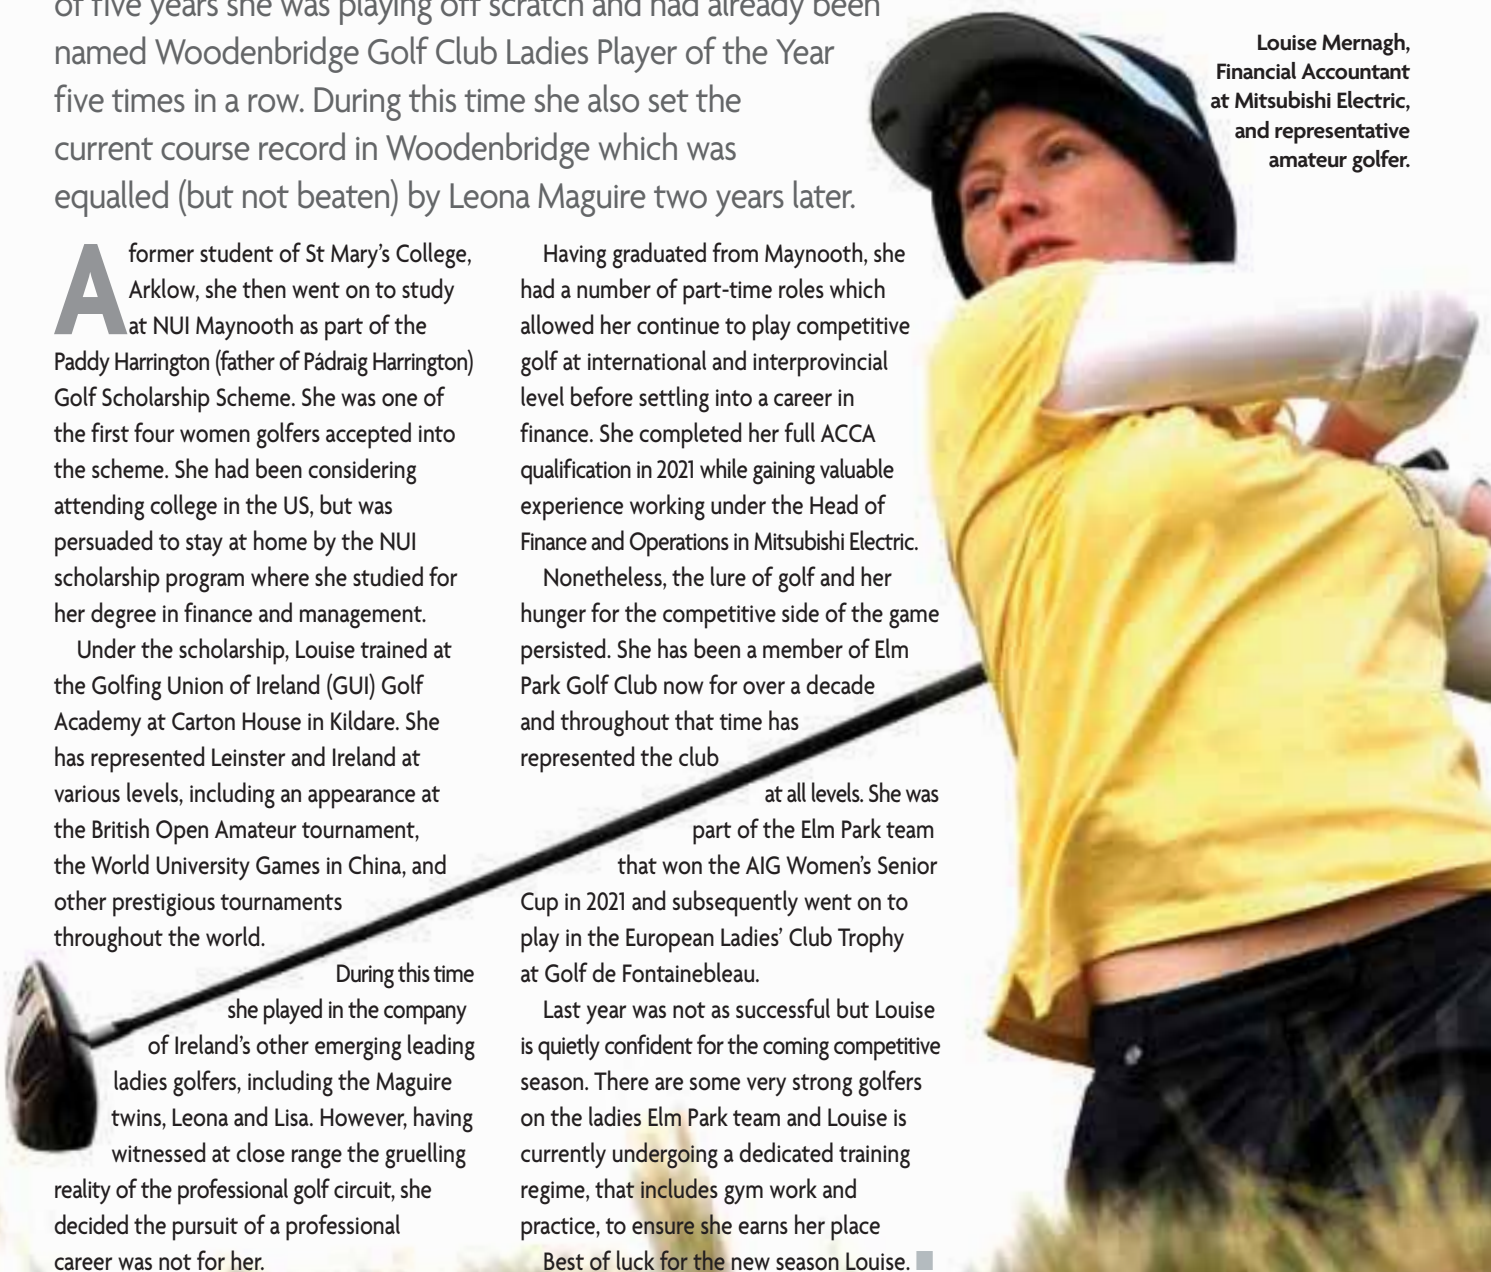 of five years she was playing off scratch and had already been
named Woodenbridge Golf Club Ladies Player of the Year
five times in a row. During this time she also set the
current course record in Woodenbridge which was
equalled (but not beaten) by Leona Maguire two years later.
Louise Mernagh,
Financial Accountant
at Mitsubishi Electric,
and representative
amateur golfer.
A former student of St Mary's College,
Arklow, she then went on to study
at NUI Maynooth as part of the
Paddy Harrington (father of Pádraig Harrington)
Golf Scholarship Scheme. She was one of
the first four women golfers accepted into
the scheme. She had been considering
attending college in the US, but was
persuaded to stay at home by the NUI
scholarship program where she studied for
her degree in finance and management.
Under the scholarship, Louise trained at
the Golfing Union of Ireland (GUI) Golf
Academy at Carton House in Kildare. She
has represented Leinster and Ireland at
various levels, including an appearance at
the British Open Amateur tournament,
the World University Games in China, and
other prestigious tournaments
throughout the world.
During this time
she played in the company
of Ireland's other emerging leading
ladies golfers, including the Maguire
twins, Leona and Lisa. However, having
witnessed at close range the gruelling
reality of the professional golf circuit, she
decided the pursuit of a professional
career was not for her.
Having graduated from Maynooth, she
had a number of part-time roles which
allowed her continue to play competitive
golf at international and interprovincial
level before settling into a career in
finance. She completed her full ACCA
qualification in 2021 while gaining valuable
experience working under the Head of
Finance and Operations in Mitsubishi Electric.
Nonetheless, the lure of golf and her
hunger for the competitive side of the game
persisted. She has been a member of Elm
Park Golf Club now for over a decade
and throughout that time has
represented the club
at all levels. She was
part of the Elm Park team
that won the AIG Women's Senior
Cup in 2021 and subsequently went on to
play in the European Ladies' Club Trophy
at Golf de Fontainebleau.
Last year was not as successful but Louise
is quietly confident for the coming competitive
season. There are some very strong golfers
on the ladies Elm Park team and Louise is
currently undergoing a dedicated training
regime, that includes gym work and
practice, to ensure she earns her place
Best of luck for the new season Louise.